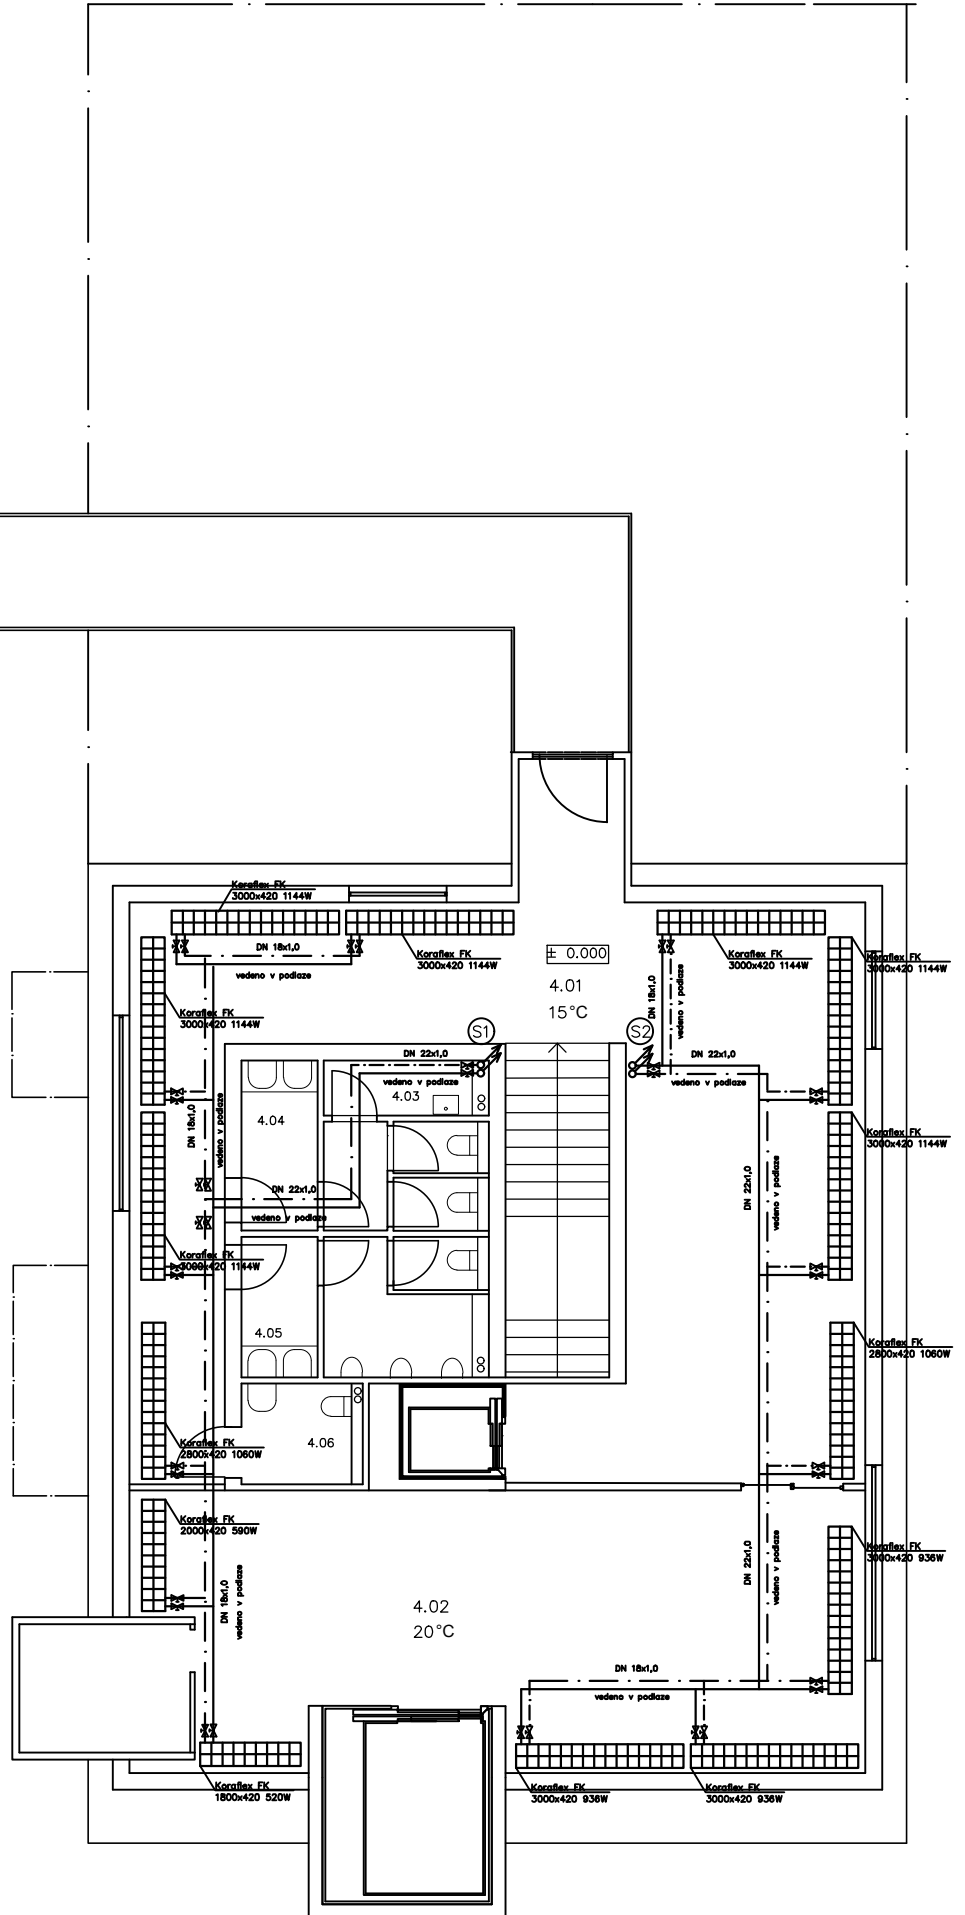 Koraflex FK
3000x420 1144W
DN 18x1,0
vedeno v podlaze
Koraflex FK
3000x420 1144W
± 0.000
4.01
15°C
Koraflex FK
3000x420 1144W
Koraflex FK
3000x420 1144W
Koraflex FK
3000x420 1144W
DN 18x1,0
vedeno v podlaze
S1
S2
DN 22x1,0
vedeno v podlaze
DN 22x1,0
vedeno v podlaze
4.03
4.04
DN 18x1,0
vedeno v podlaze
Koraflex FK
3000x420 1144W
DN 22x1,0
vedeno v podlaze
DN 22x1,0
vedeno v podlaze
Koraflex FK
3000x420 1144W
4.05
Koraflex FK
2800x420 1060W
Koraflex FK
2800x420 1060W
4.06
Koraflex FK
2000x420 590W
DN 22x1,0
vedeno v podlaze
Koraflex FK
3000x420 936W
DN 18x1,0
vedeno v podlaze
4.02
20°C
DN 18x1,0
vedeno v podlaze
Koraflex FK
1800x420 520W
Koraflex FK
3000x420 936W
Koraflex FK
3000x420 936W